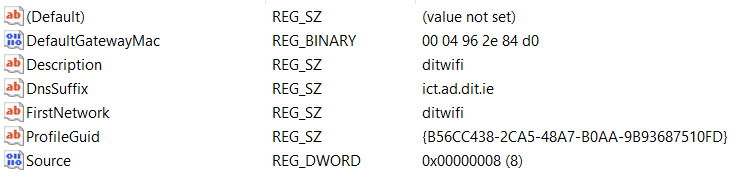 (Default) REG_SZ (value not set)
DefaultGatewayMac REG_BINARY 00 04 96 2e 84 d0
Description REG_SZ ditwifi
DnsSuffix REG_SZ ict.ad.dit.ie
FirstNetwork REG_SZ ditwifi
ProfileGuid REG_SZ {B56CC438-2CA5-48A7-B0AA-9B93687510FD}
Source REG_DWORD 0x00000008 (8)